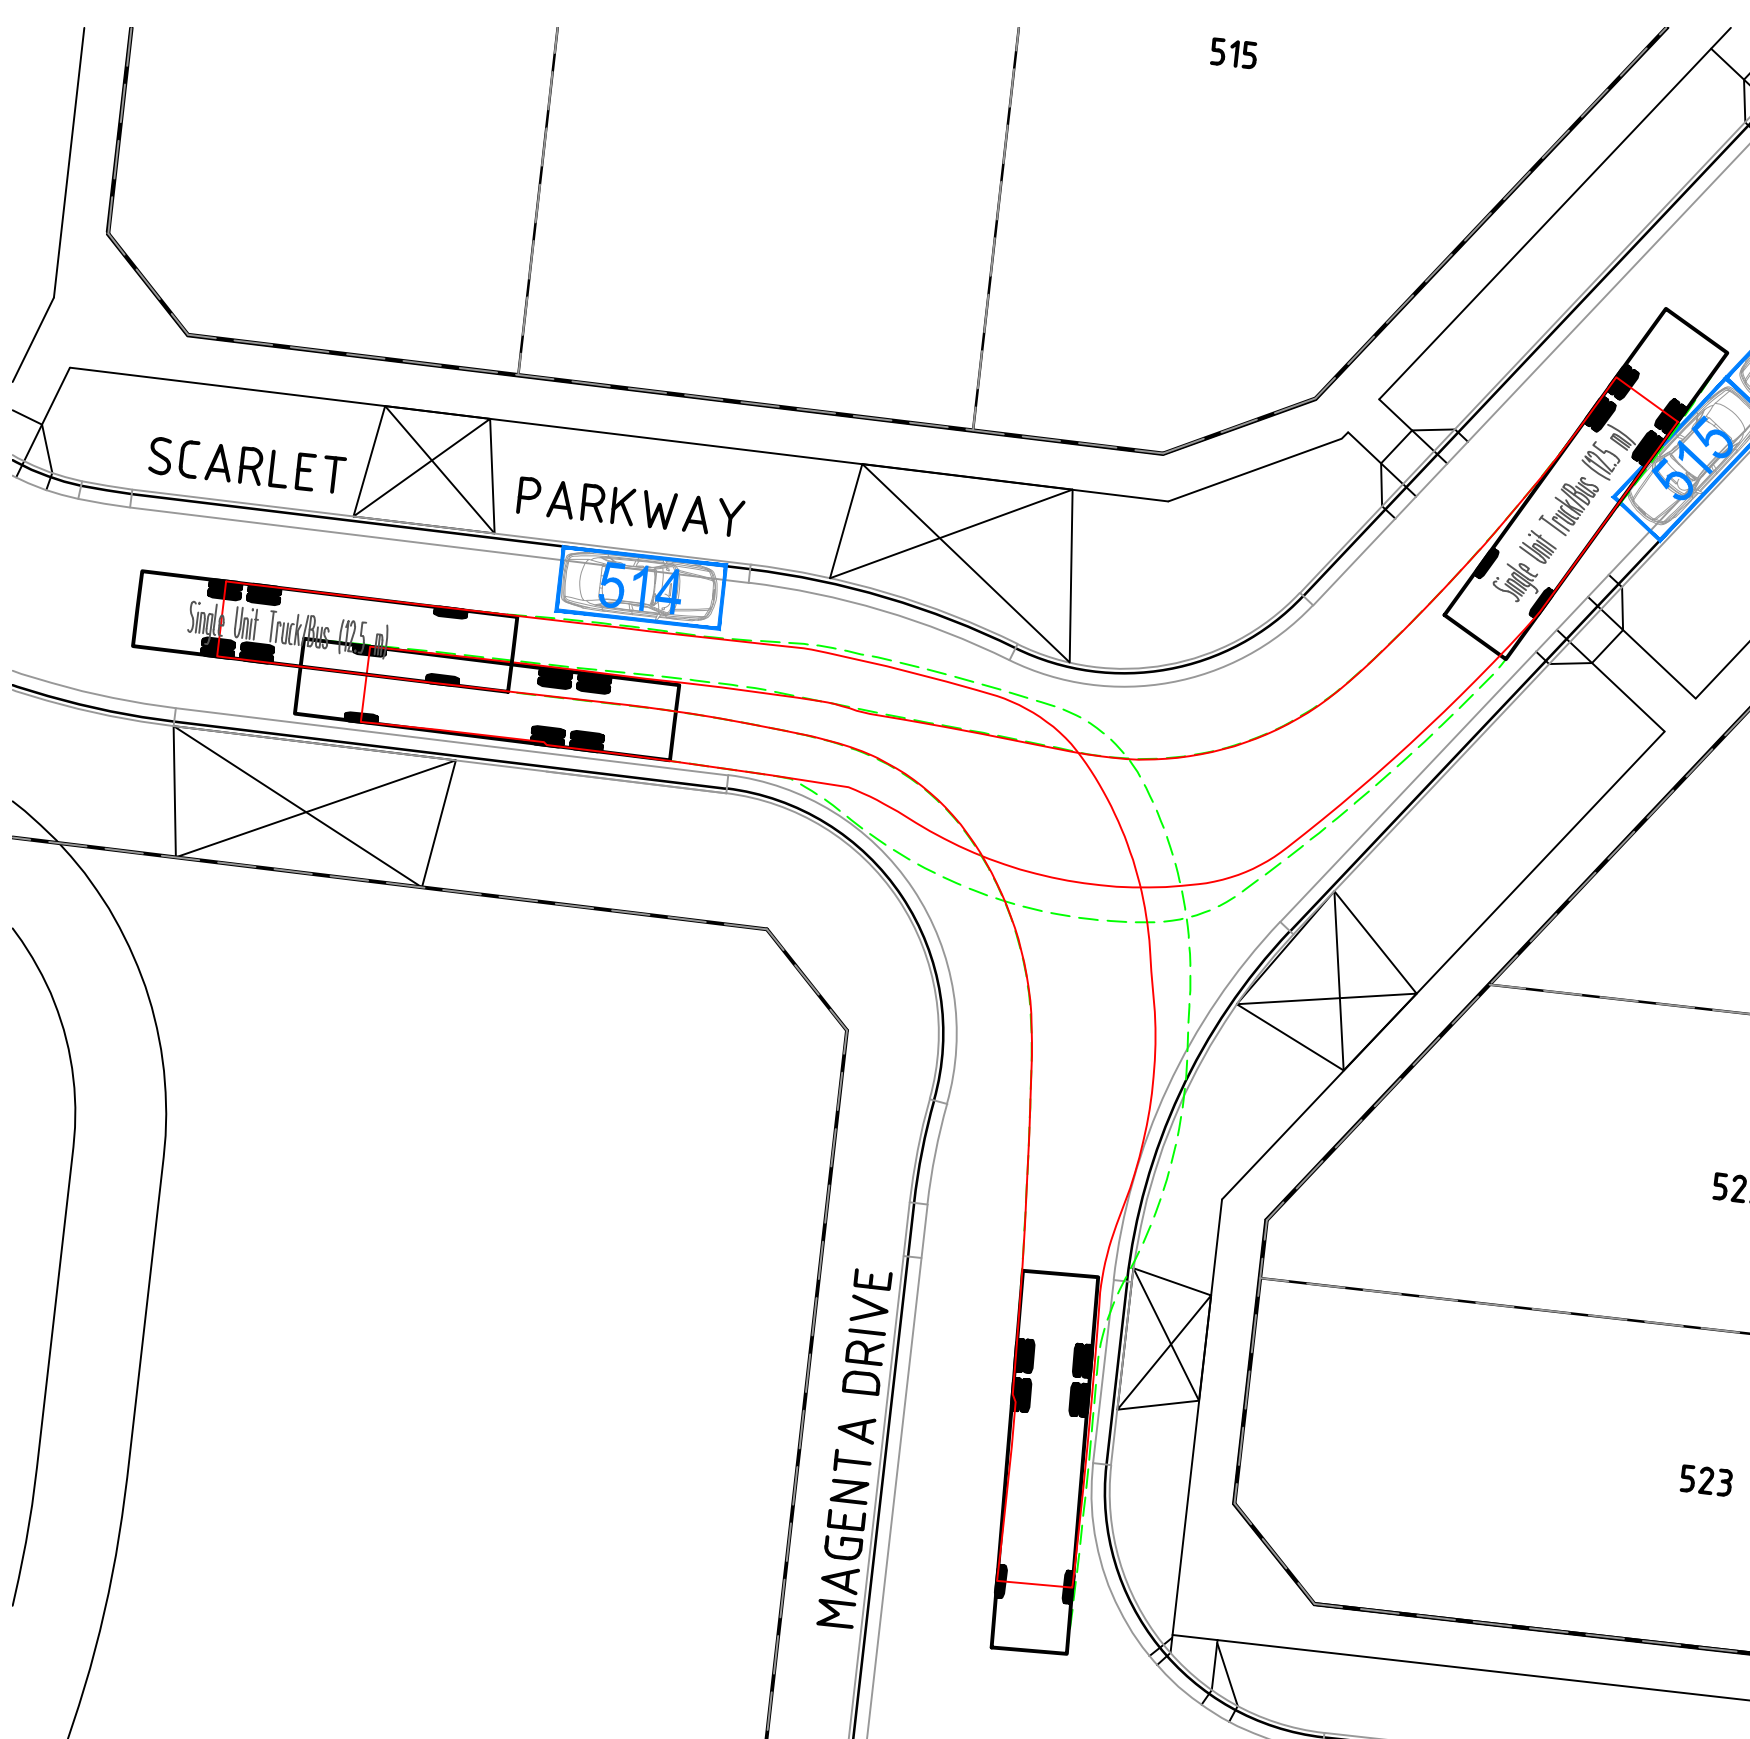 515
SCARLET PARKWAY
514
515
Single Unit Truck/Bus (12.5 m)
Single Unit Truck/Bus (12.5 m)
MAGENTA DRIVE
523